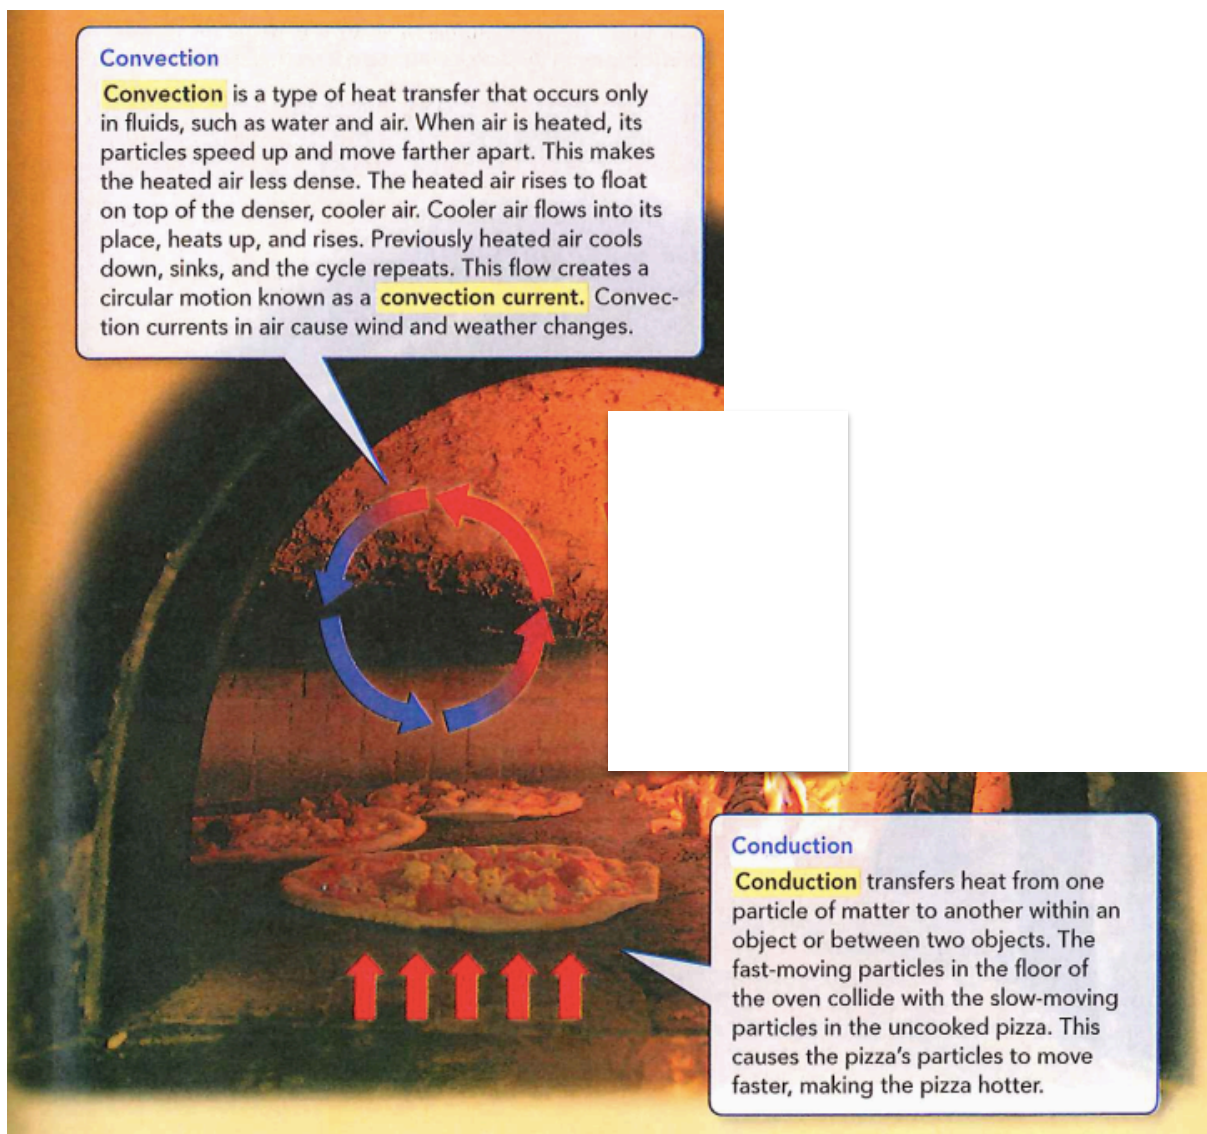 Convection
Convection is a type of heat transfer that occurs only
in fluids, such as water and air. When air is heated, its
particles speed up and move farther apart. This makes
the heated air less dense. The heated air rises to float
on top of the denser, cooler air. Cooler air flows into its
place, heats up, and rises. Previously heated air cools
down, sinks, and the cycle repeats. This flow creates a
circular motion known as a convection current. Convec-
tion currents in air cause wind and weather changes.
Conduction
Conduction transfers heat from one
particle of matter to another within an
object or between two objects. The
fast-moving particles in the floor of
the oven collide with the slow-moving
particles in the uncooked pizza. This
causes the pizza's particles to move
faster, making the pizza hotter.